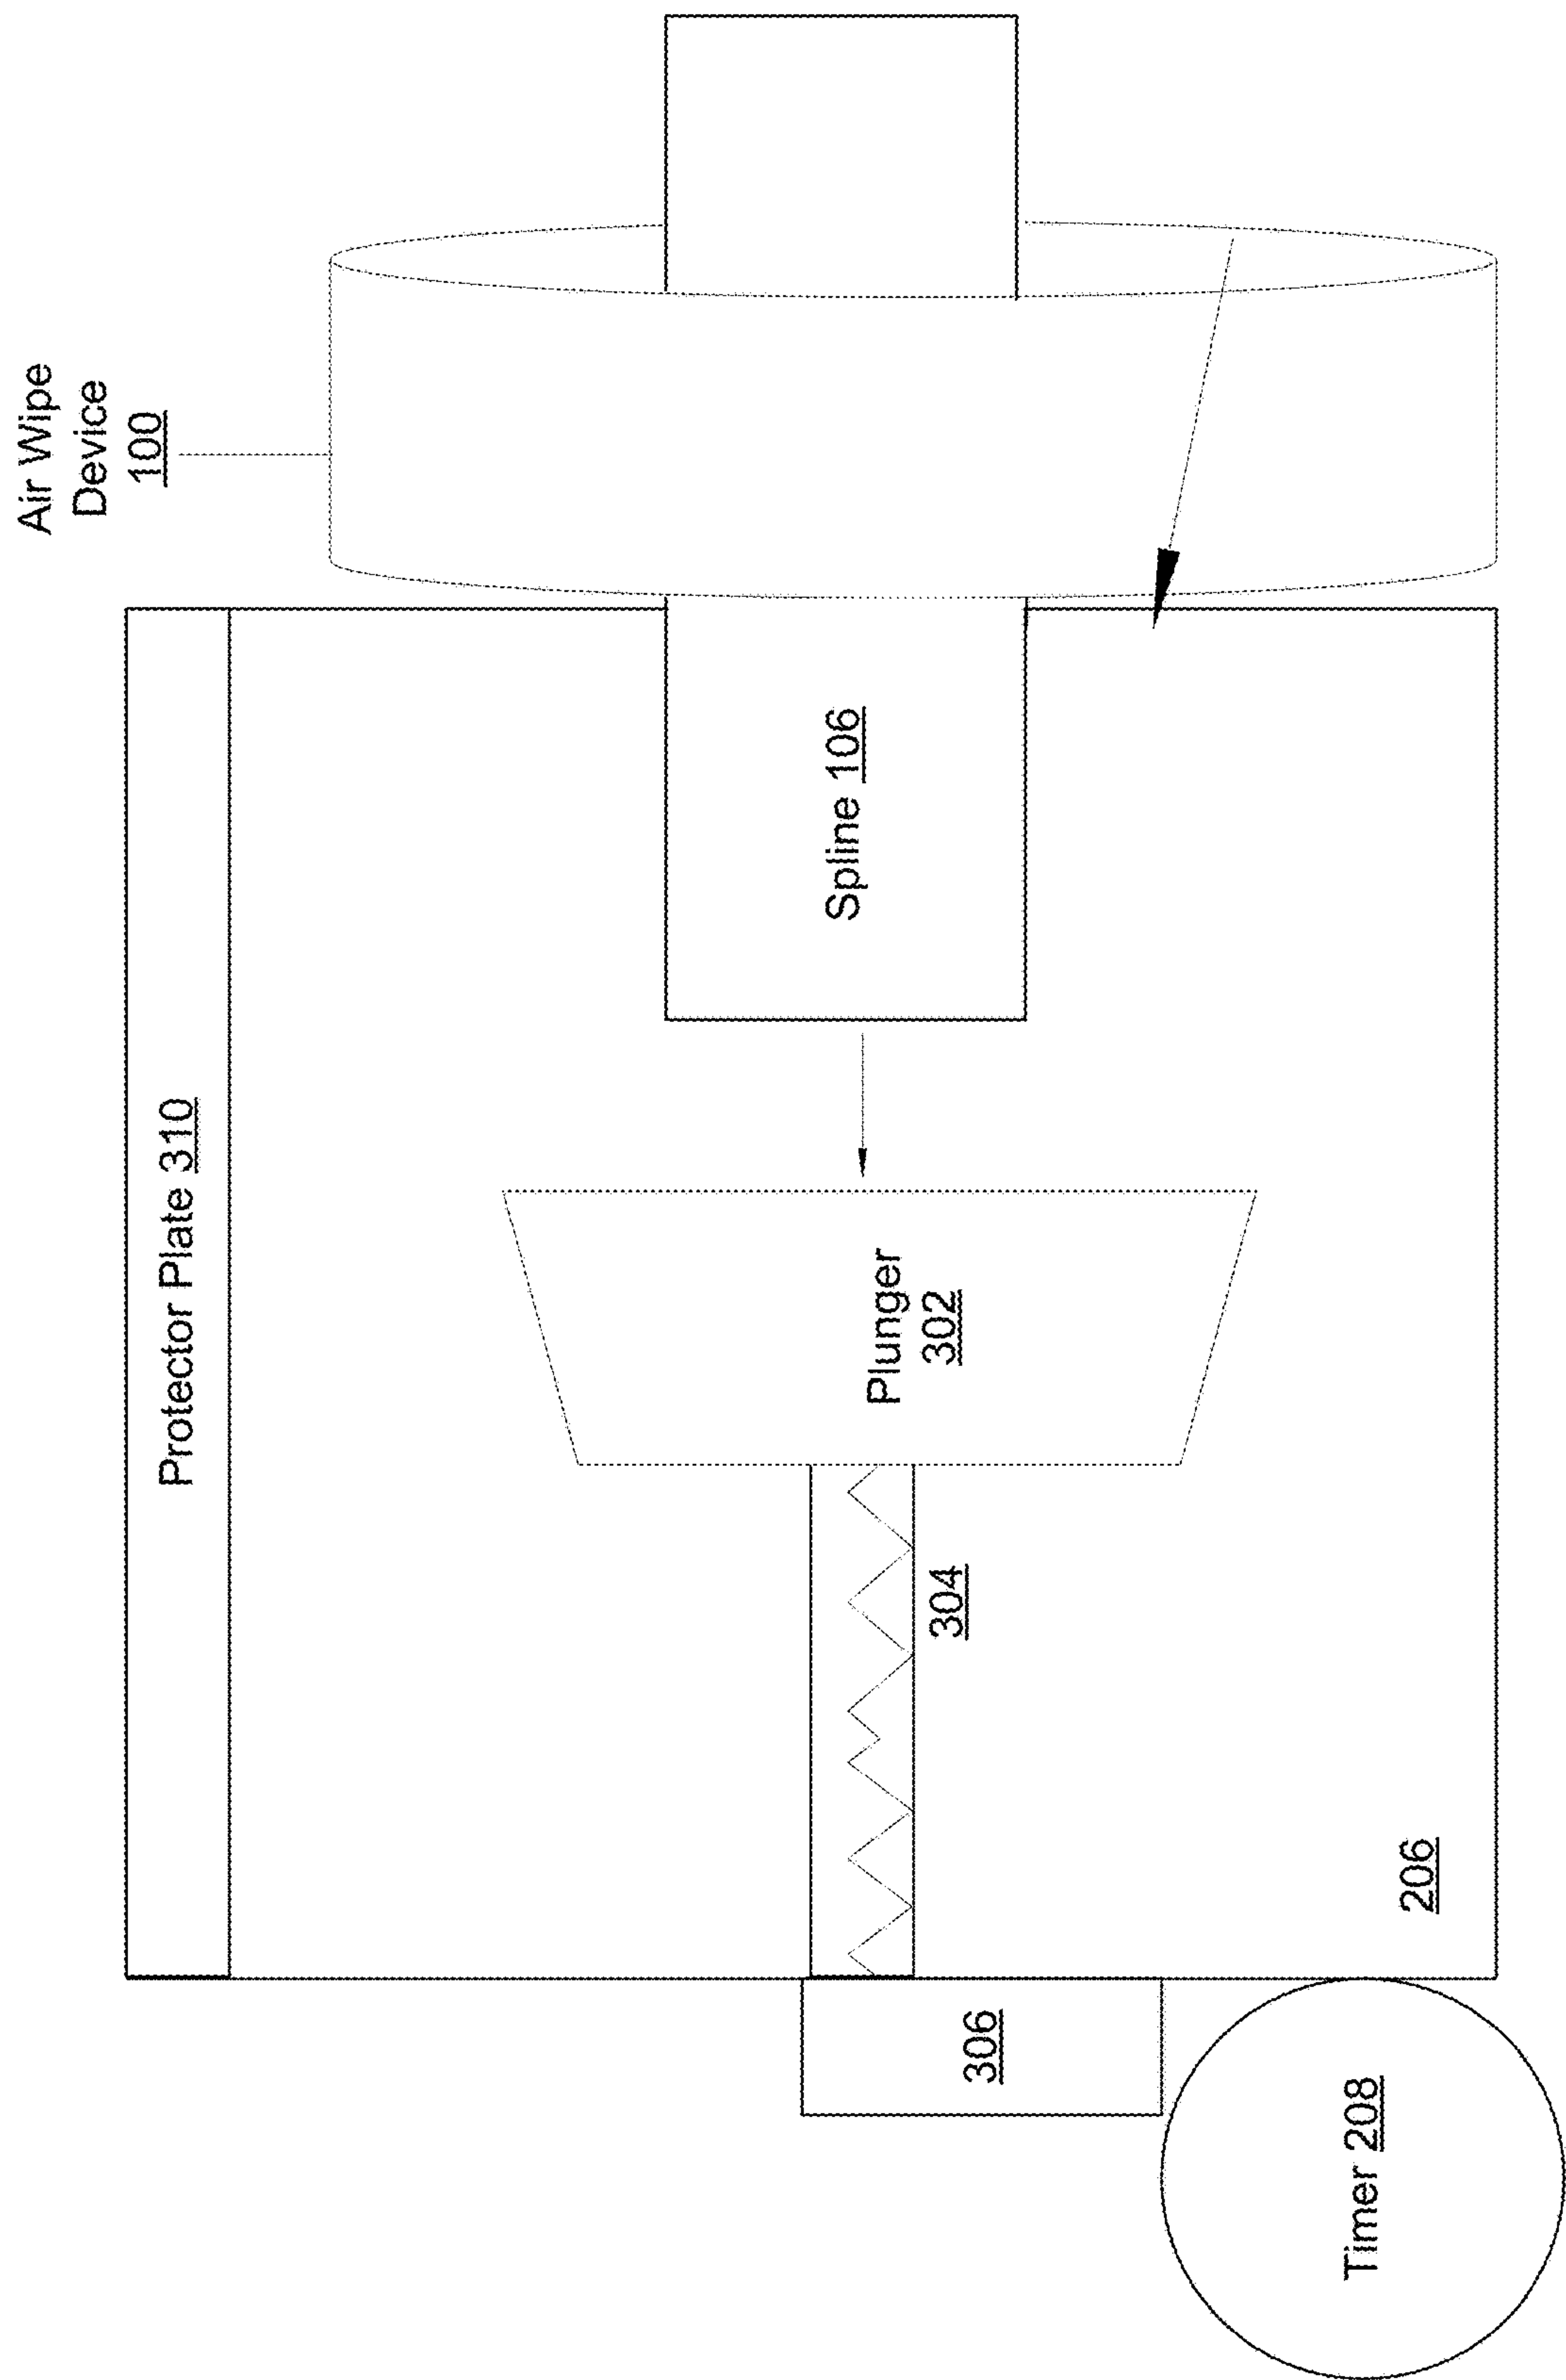 Air Wipe
Device
100
Protector Plate 310
Spline 106
Plunger
302
304
206
306
Timer 208